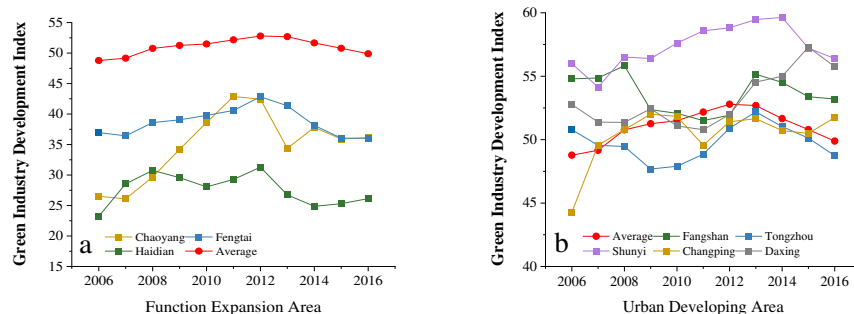 Green Industry Development Index
55
50
45
40
35
30
25
20
15
a
Chaoyang
Fengtai
Haidian
Average
2006 2008 2010 2012 2014 2016
Function Expansion Area
Green Industry Development Index
60
55
50
45
40
b
Average
Fangshan
Tongzhou
Shunyi
Changping
Daxing
2006 2008 2010 2012 2014 2016
Urban Developing Area